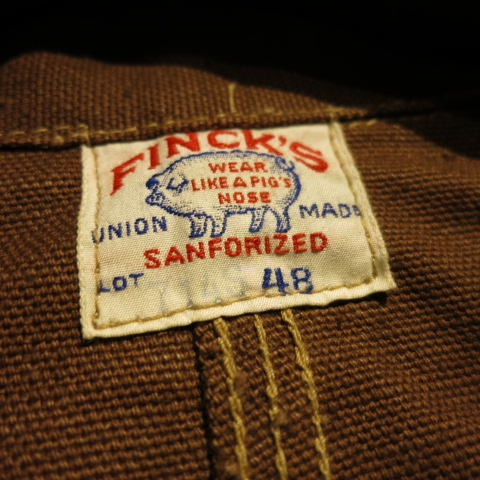 FINCK'S
WEAR
LIKE A PIG'S
NOSE
UNION MADE
SANFORIZED
LOT 48